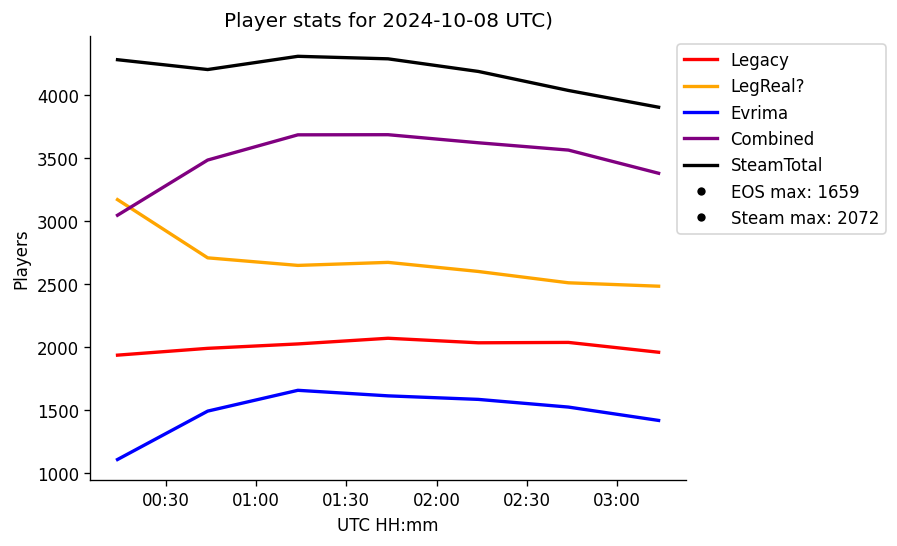 Player stats for 2024-10-08 UTC)
Legacy
LegReal?
Evrima
Combined
SteamTotal
EOS max: 1659
Steam max: 2072
Players
4000
3500
3000
2500
2000
1500
1000
00:30 01:00 01:30 02:00 02:30 03:00
UTC HH:mm